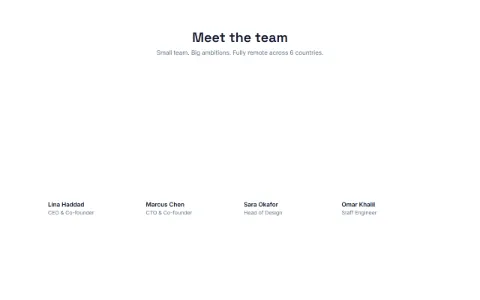 Meet the team
Small team. Big ambitions. Fully remote across 6 countries.
Lina Haddad
CEO & Co-founder
Marcus Chen
CTO & Co-founder
Sara Okafor
Head of Design
Omar Khalil
Staff Engineer